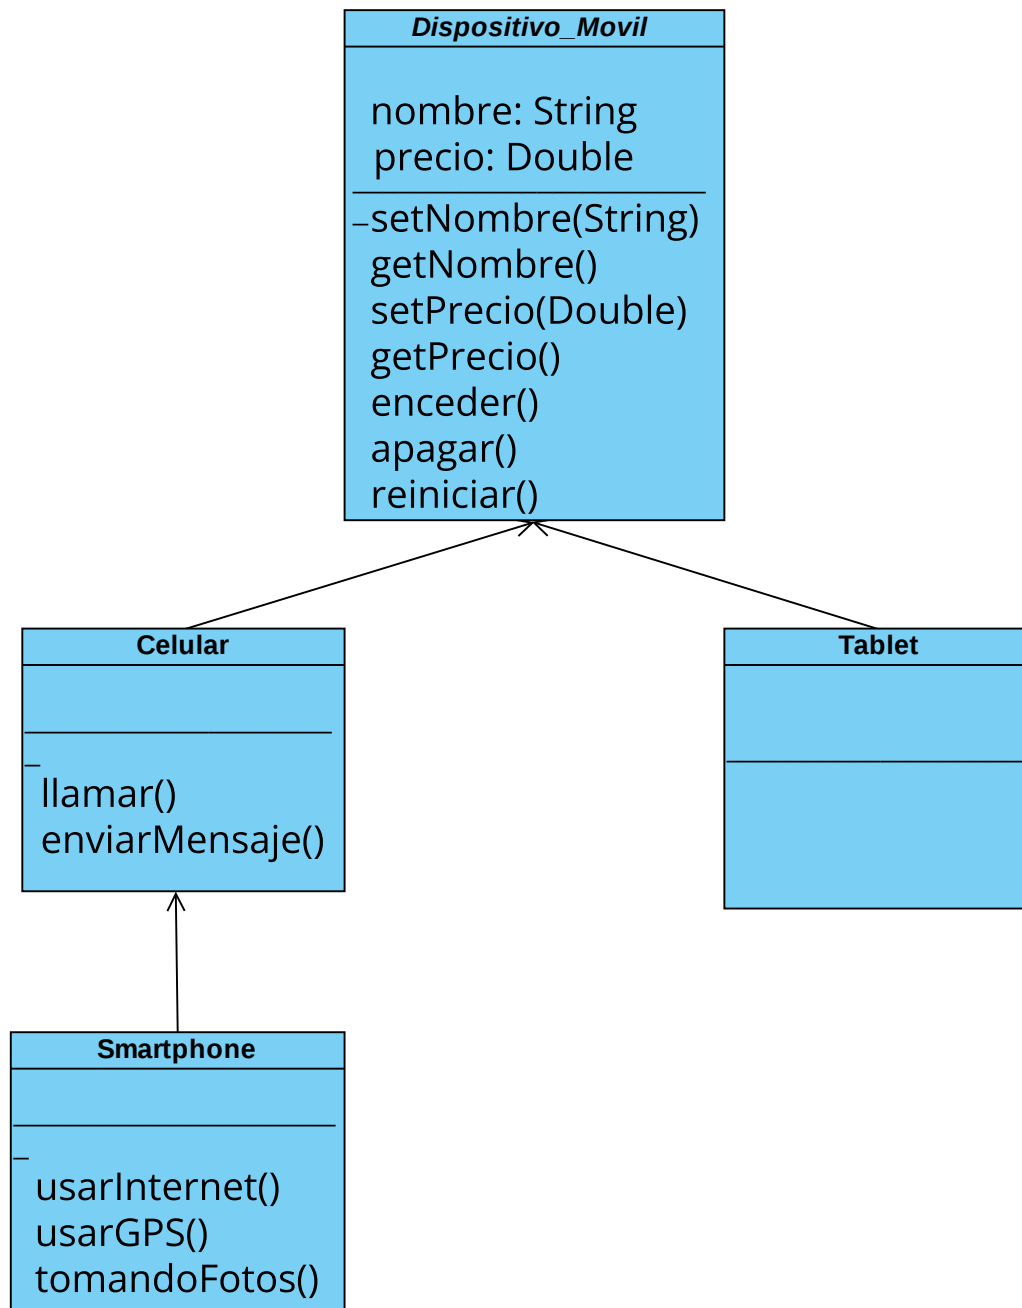 Dispositivo_Movil
nombre: String
precio: Double
_setNombre(String)
getNombre()
setPrecio(Double)
getPrecio()
enceder()
apagar()
reiniciar()
Celular
llamar()
enviarMensaje()
Tablet
Smartphone
usarInternet()
usarGPS()
tomandoFotos()